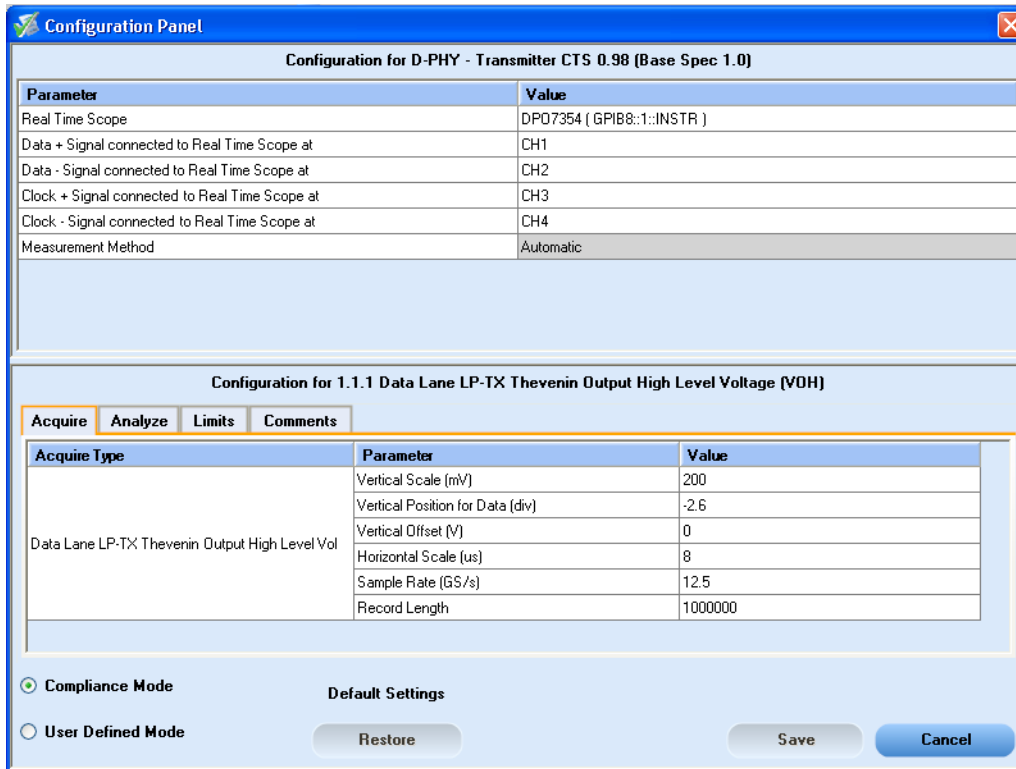 Configuration Panel
Configuration for D-PHY - Transmitter CTS 0.98 (Base Spec 1.0)
Parameter Value
Real Time Scope DPO7354 ( GPIB8::1::INSTR )
Data + Signal connected to Real Time Scope at CH1
Data - Signal connected to Real Time Scope at CH2
Clock + Signal connected to Real Time Scope at CH3
Clock - Signal connected to Real Time Scope at CH4
Measurement Method Automatic
Configuration for 1.1.1 Data Lane LP-TX Thevenin Output High Level Voltage (VOH)
Acquire Analyze Limits Comments
Acquire Type Parameter Value
Data Lane LP-TX Thevenin Output High Level Vol
Vertical Scale (mV) 200
Vertical Position for Data (div) -2.6
Vertical Offset (V) 0
Horizontal Scale (us) 8
Sample Rate (GS/s) 12.5
Record Length 1000000
Compliance Mode Default Settings
User Defined Mode Restore Save Cancel